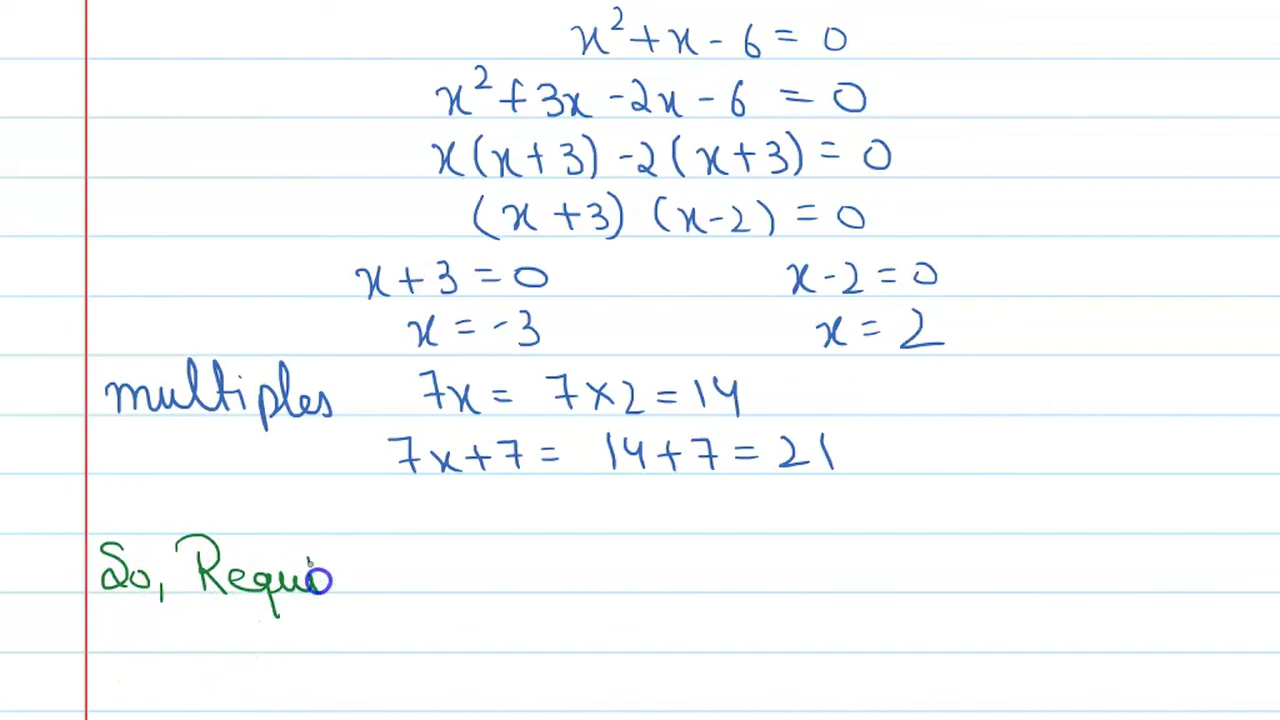 x²+x-6=0
x²+3x-2x-6=0
x(x+3)-2(x+3)=0
(x+3)(x-2)=0
x+3=0 x-2=0
x=-3 x=2
multiples 7x=7×2=14
7x+7=14+7=21
So, Requi